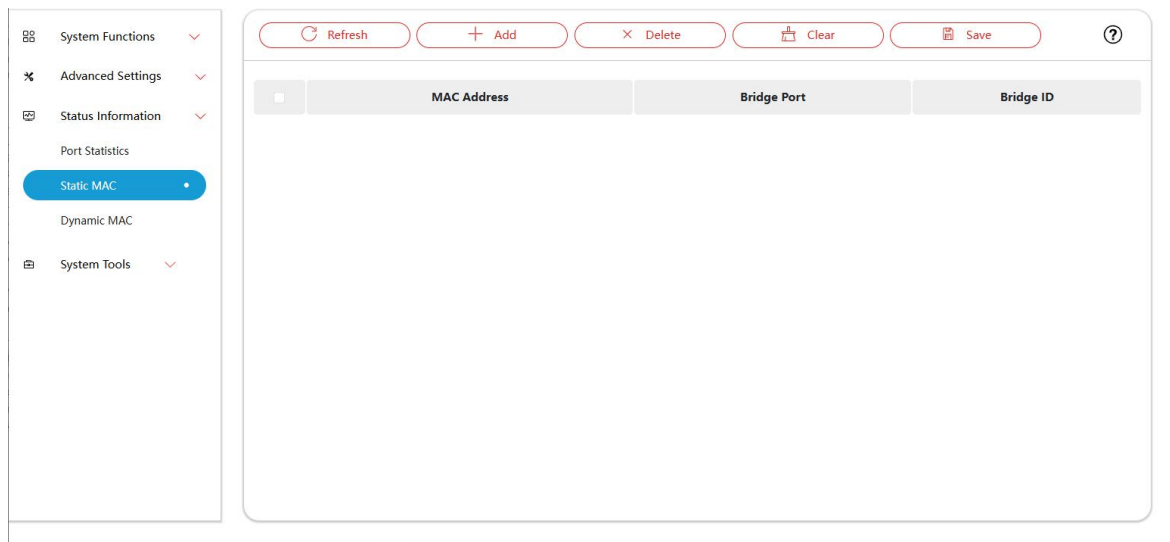 System Functions
Advanced Settings
Status Information
Port Statistics
Static MAC
Dynamic MAC
System Tools
Refresh Add Delete Clear Save ?
MAC Address Bridge Port Bridge ID